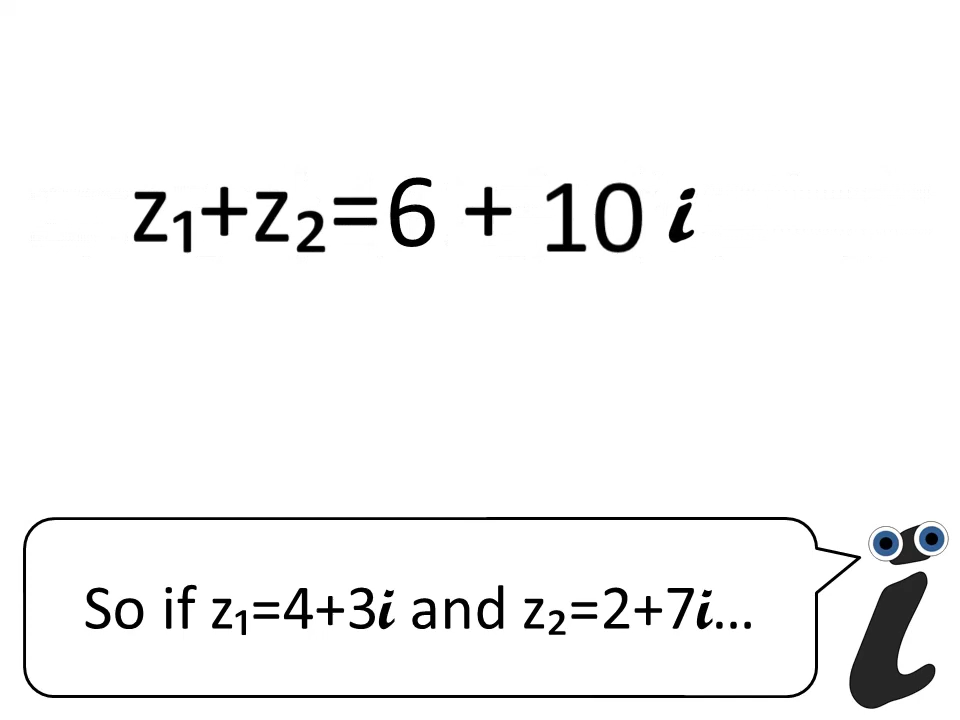 z₁+z₂=6 + 10 i
So if z₁=4+3i and z₂=2+7i...